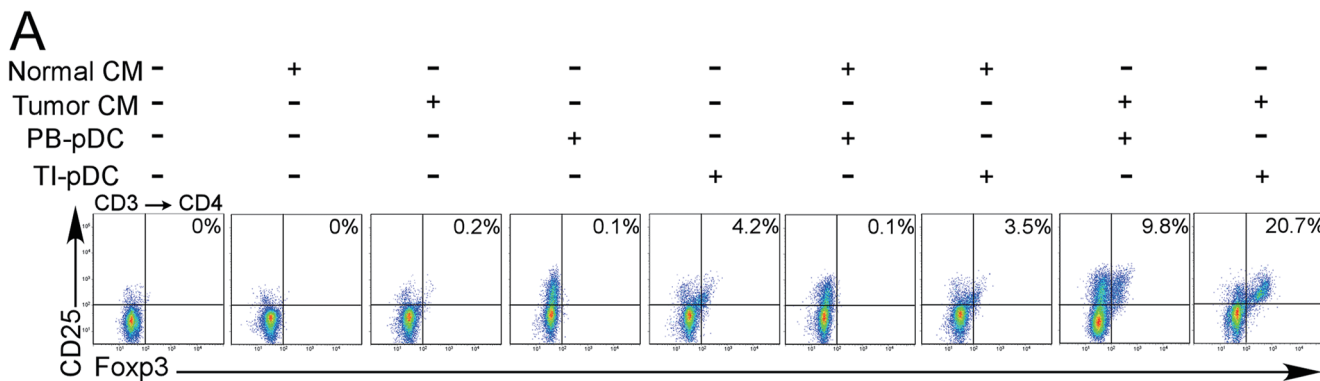 A
Normal CM - + - - - + + - -
Tumor CM - - + - - - - + +
PB-pDC - - - + - + - + -
TI-pDC - - - - + - + - +
CD3 → CD4
0% 0% 0.2% 0.1% 4.2% 0.1% 3.5% 9.8% 20.7%
CD25
Foxp3